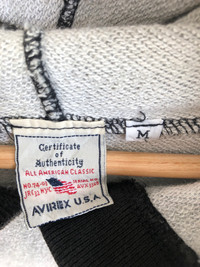 Certificate
of
Authenticity
ALL AMERICAN CLASSIC
AVIREX U.S.A
M